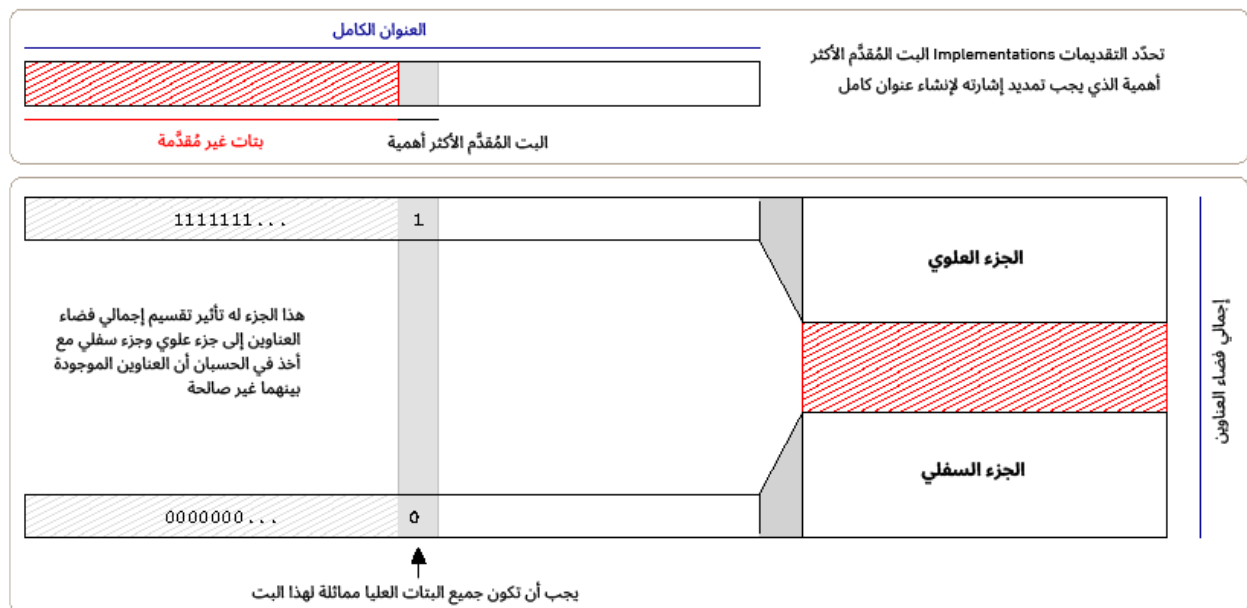 العنوان الكامل
تحدّد التقديمات Implementations البت المُقدَّم الأكثر
أهمية الذي يجب تمديد إشارته لإنشاء عنوان كامل
البت المُقدَّم الأكثر أهمية
بتات غير مُقدَّمة
1111111...
1
الجزء العلوي
هذا الجزء له تأثير تقسيم إجمالي فضاء
العناوين إلى جزء علوي وجزء سفلي مع
أخذ في الحسبان أن العناوين الموجودة
بينهما غير صالحة
إجمالي فضاء العناوين
الجزء السفلي
0000000...
0
يجب أن تكون جميع البتات العليا مماثلة لهذا البت